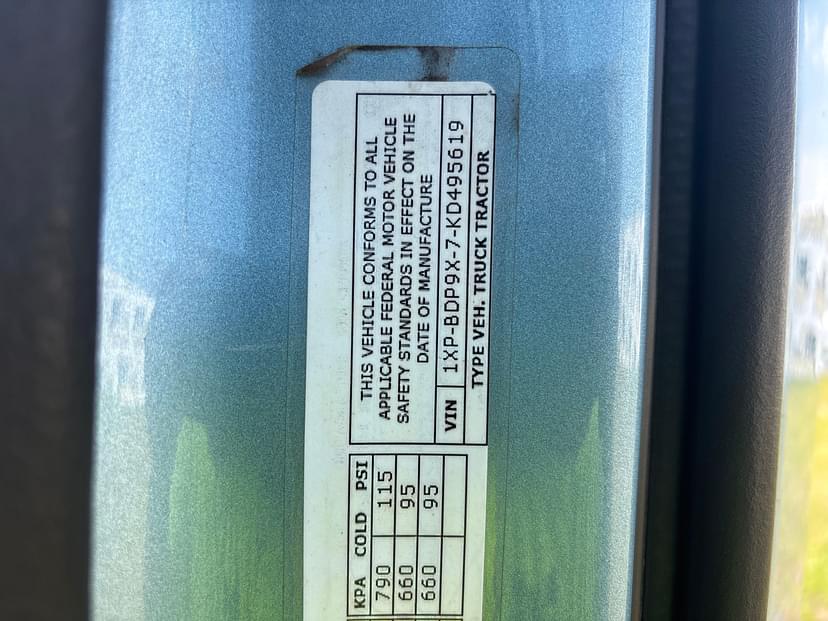 THIS VEHICLE CONFORMS TO ALL
APPLICABLE FEDERAL MOTOR VEHICLE
SAFETY STANDARDS IN EFFECT ON THE
DATE OF MANUFACTURE
VIN 1XP-BDP9X-7-KD495619
TYPE VEH. TRUCK TRACTOR
KPA COLD PSI
790 115
660 95
660 95